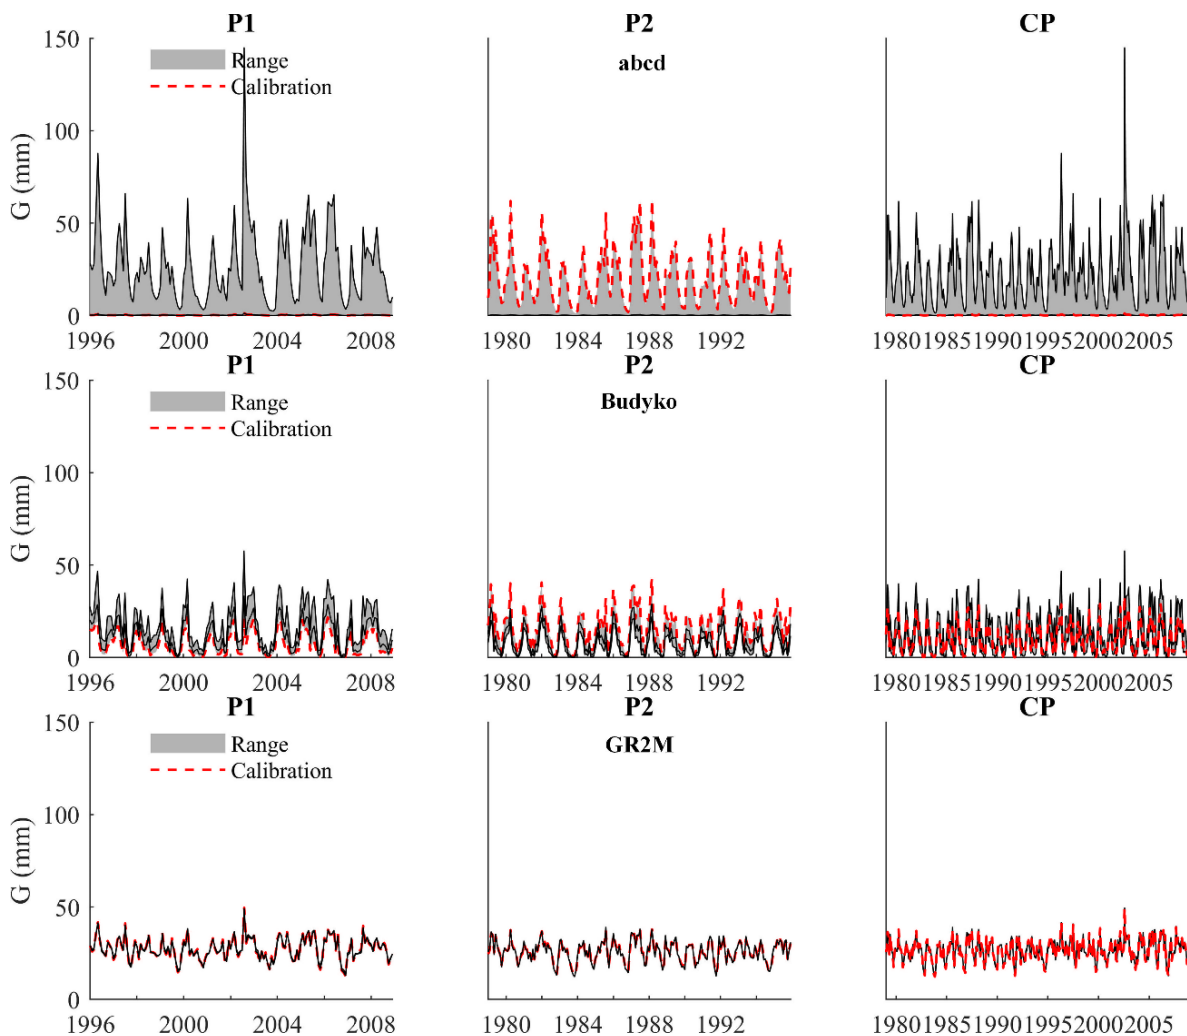 P1 P2 CP
150 Range abcd
Calibration
100
G (mm)
50
0
1996 2000 2004 2008 1980 1984 1988 1992 1980 1985 1990 1995 2000 2005
P1 P2 CP
150 Range Budyko
Calibration
100
G (mm)
50
0
1996 2000 2004 2008 1980 1984 1988 1992 1980 1985 1990 1995 2000 2005
P1 P2 CP
150 Range GR2M
Calibration
100
G (mm)
50
0
1996 2000 2004 2008 1980 1984 1988 1992 1980 1985 1990 1995 2000 2005